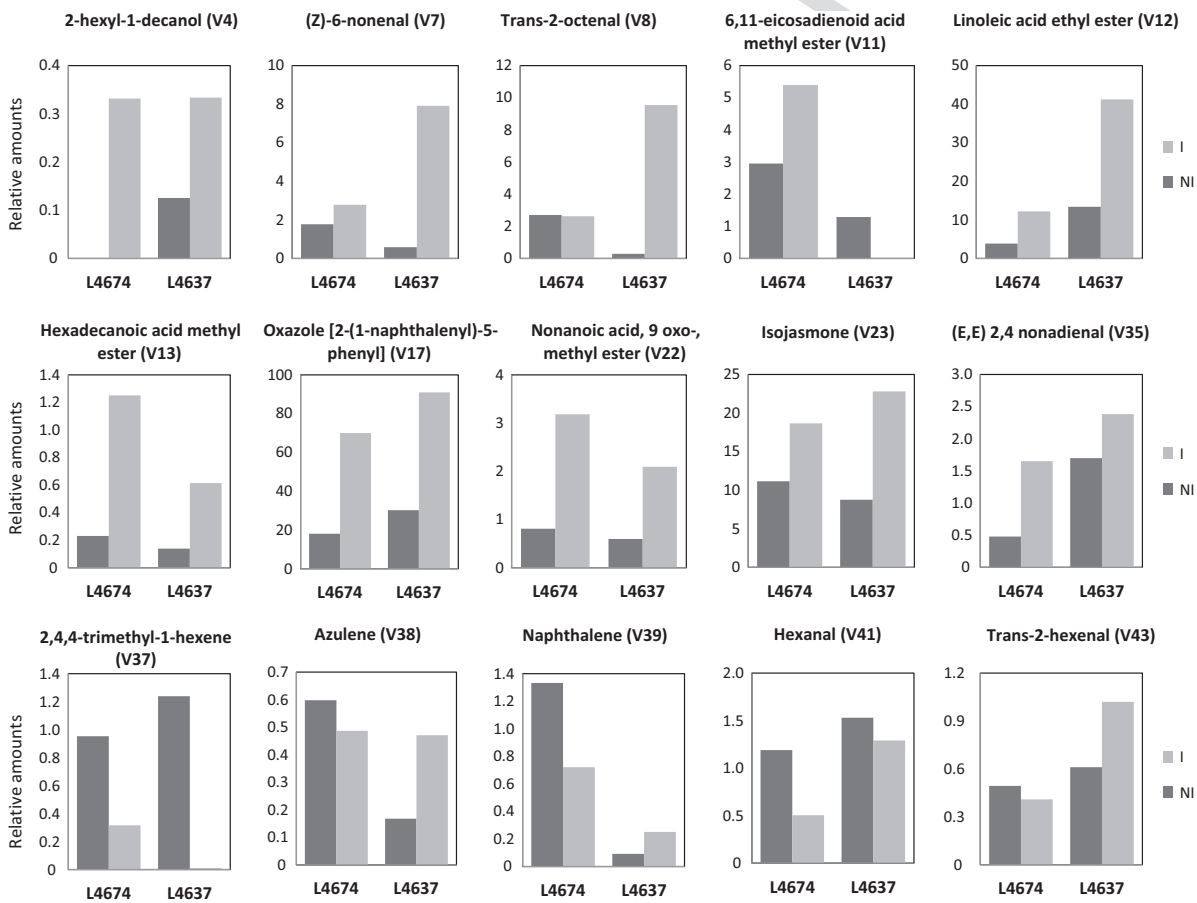 2-hexyl-1-decanol (V4)
(Z)-6-nonenal (V7)
Trans-2-octenal (V8)
6,11-eicosadienoid acid
methyl ester (V11)
Linoleic acid ethyl ester (V12)
Relative amounts
0.4
0.3
0.2
0.1
0
L4674 L4637
10
8
6
4
2
0
L4674 L4637
12
10
8
6
4
2
0
L4674 L4637
6
5
4
3
2
1
0
L4674 L4637
50
40
30
20
10
0
L4674 L4637
I
NI
Hexadecanoic acid methyl
ester (V13)
Oxazole [2-(1-naphthalenyl)-5-
phenyl] (V17)
Nonanoic acid, 9 oxo-,
methyl ester (V22)
Isojasmone (V23)
(E,E) 2,4 nonadienal (V35)
Relative amounts
1.4
1.2
1.0
0.8
0.6
0.4
0.2
0
L4674 L4637
100
80
60
40
20
0
L4674 L4637
4
3
2
1
0
L4674 L4637
25
20
15
10
5
0
L4674 L4637
3.0
2.5
2.0
1.5
1.0
0.5
0
L4674 L4637
I
NI
2,4,4-trimethyl-1-hexene
(V37)
Azulene (V38)
Naphthalene (V39)
Hexanal (V41)
Trans-2-hexenal (V43)
Relative amounts
1.4
1.2
1.0
0.8
0.6
0.4
0.2
0
L4674 L4637
0.7
0.6
0.5
0.4
0.3
0.2
0.1
0
L4674 L4637
1.4
1.2
1.0
0.8
0.6
0.4
0.2
0
L4674 L4637
2.0
1.5
1.0
0.5
0
L4674 L4637
1.2
0.9
0.6
0.3
0
L4674 L4637
I
NI